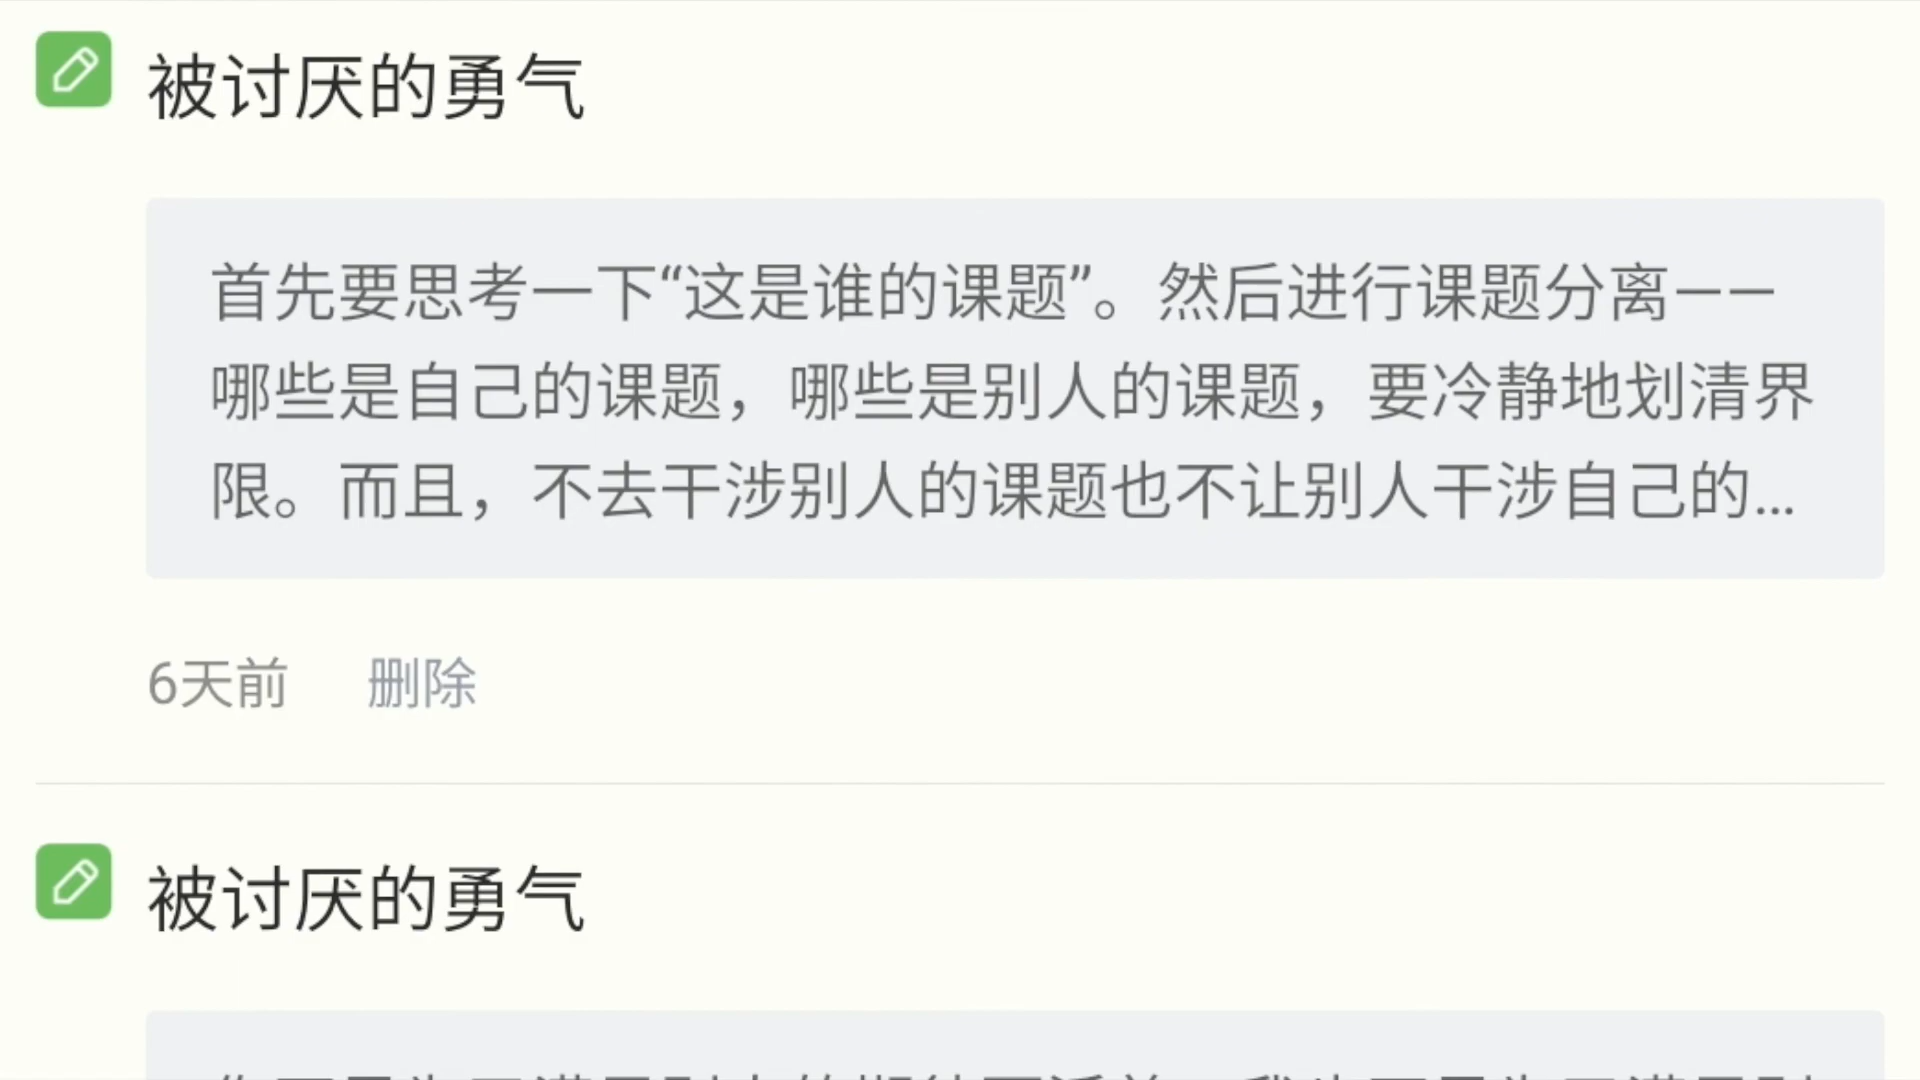 被讨厌的勇气
首先要思考一下“这是谁的课题”。然后进行课题分离——
哪些是自己的课题，哪些是别人的课题，要冷静地划清界
限。而且，不去干涉别人的课题也不让别人干涉自己的...
6天前 删除
被讨厌的勇气